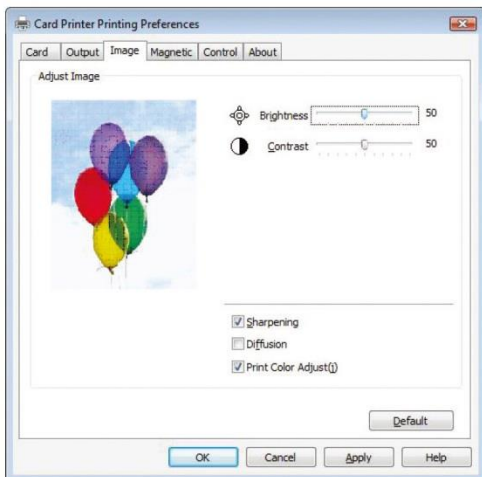 Card Printer Printing Preferences
Card Output Image Magnetic Control About
Adjust Image
Brightness 50
Contrast 50
Sharpening
Diffusion
Print Color Adjust(j)
Default
OK Cancel Apply Help